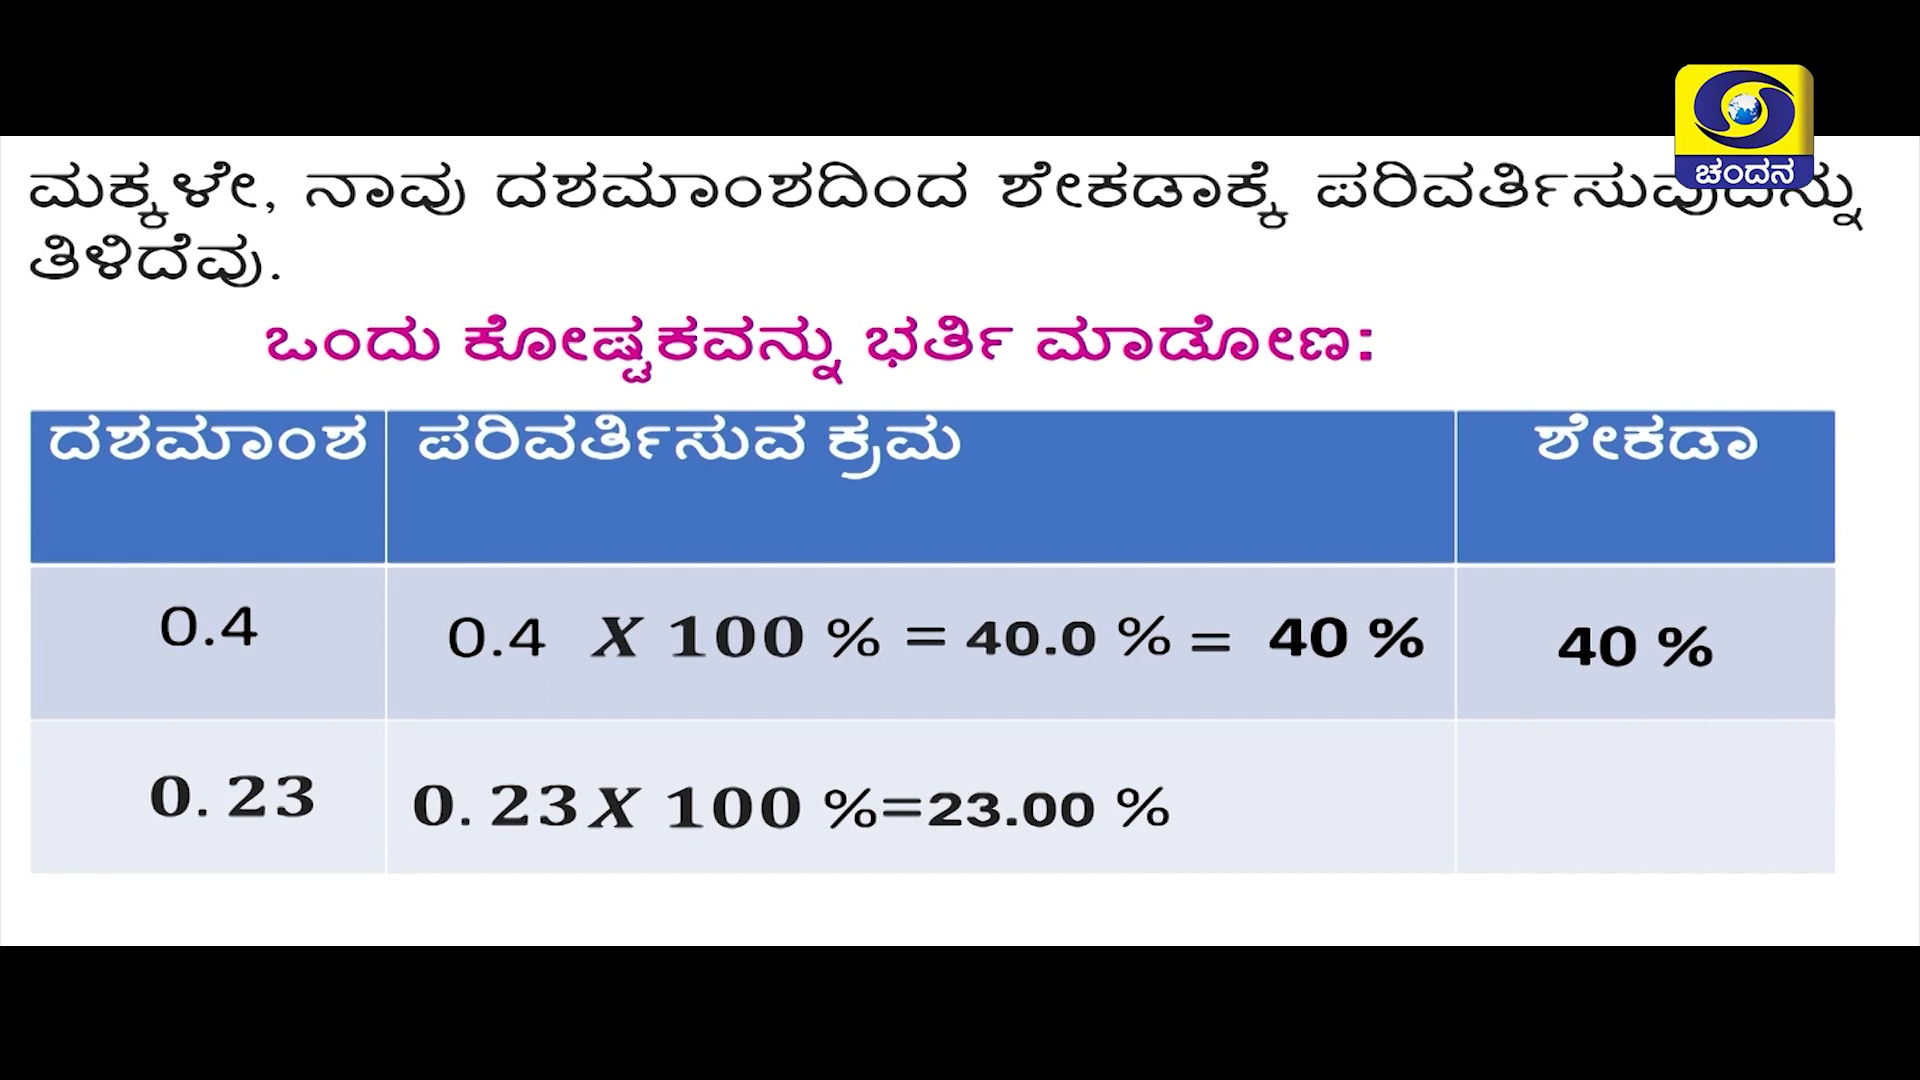 ಚಂದನ
ಮಕ್ಕಳೇ, ನಾವು ದಶಮಾಂಶದಿಂದ ಶೇಕಡಾಕ್ಕೆ ಪರಿವರ್ತಿಸುವುದನ್ನು
ತಿಳಿದೆವು.
ಒಂದು ಕೋಷ್ಟಕವನ್ನು ಭರ್ತಿ ಮಾಡೋಣ:
ದಶಮಾಂಶ ಪರಿವರ್ತಿಸುವ ಕ್ರಮ ಶೇಕಡಾ
0.4 0.4 X 100 % = 40.0 % = 40 % 40 %
0. 23 0. 23 X 100 %=23.00 %